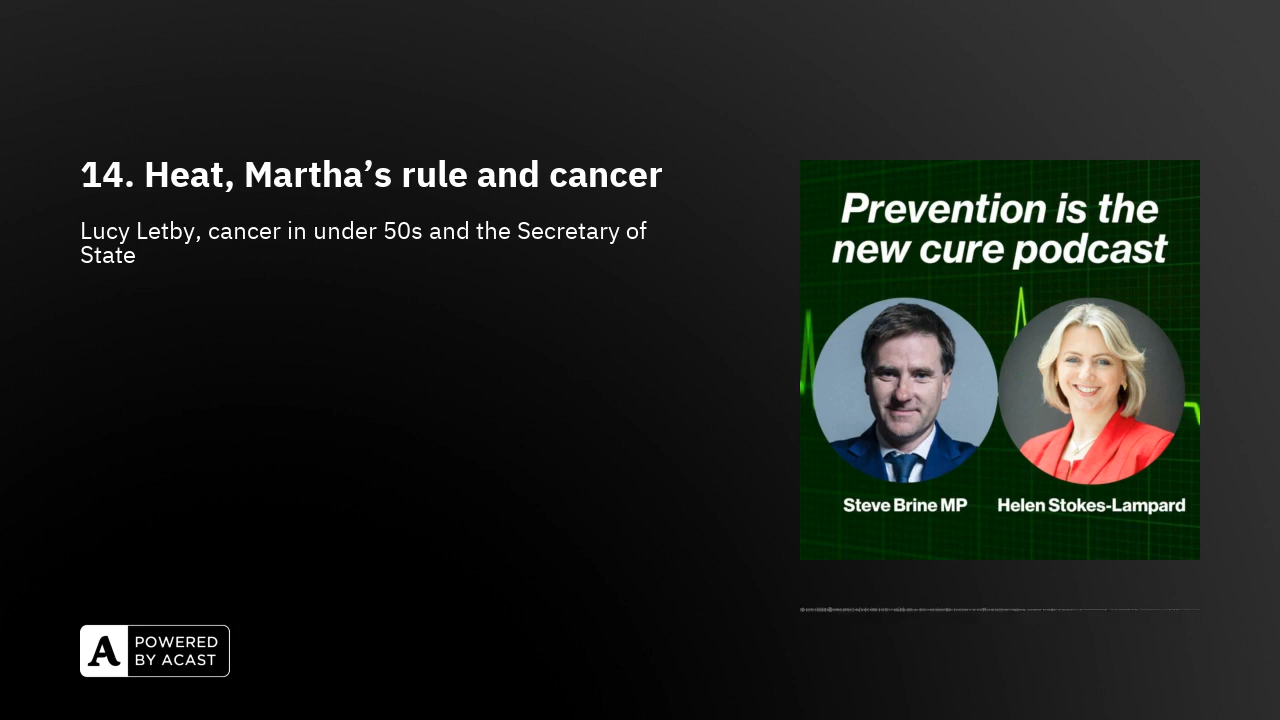 14. Heat, Martha’s rule and cancer
Lucy Letby, cancer in under 50s and the Secretary of
State
Prevention is the
new cure podcast
Steve Brine MP
Helen Stokes-Lampard
A
POWERED
BY ACAST